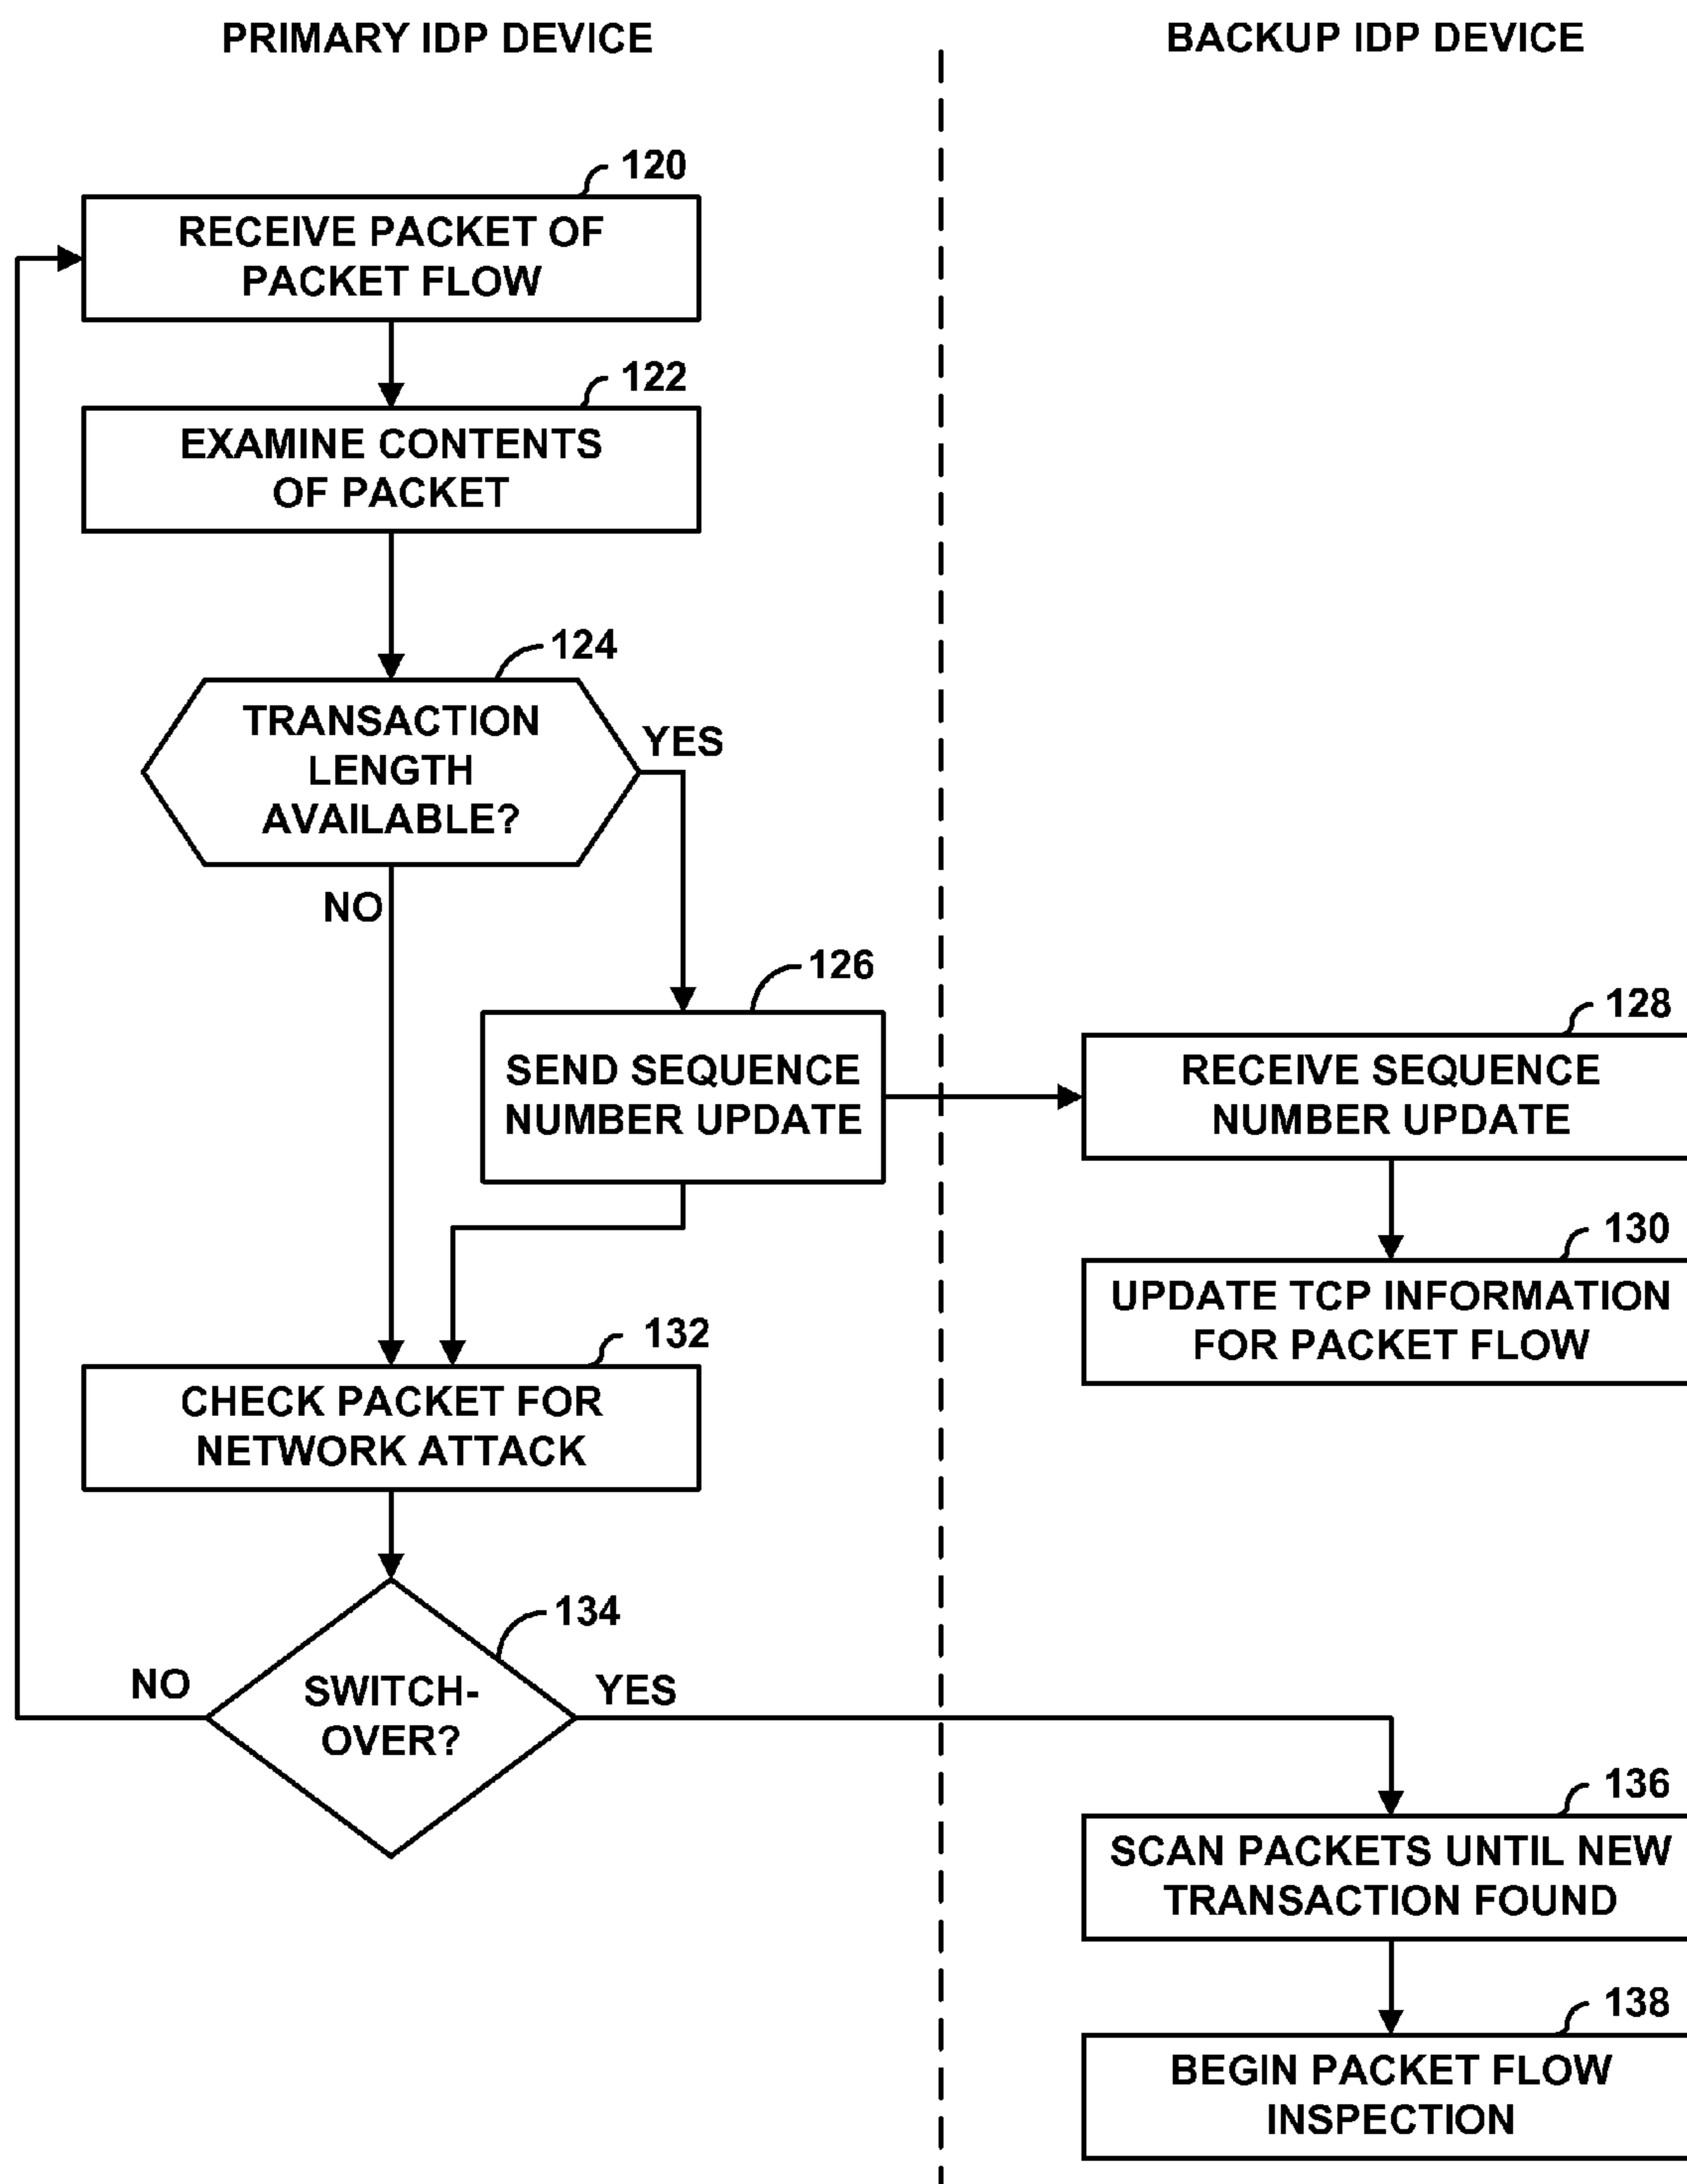 PRIMARY IDP DEVICE
BACKUP IDP DEVICE
120
RECEIVE PACKET OF
PACKET FLOW
122
EXAMINE CONTENTS
OF PACKET
124
TRANSACTION
LENGTH
AVAILABLE?
YES
NO
126
SEND SEQUENCE
NUMBER UPDATE
128
RECEIVE SEQUENCE
NUMBER UPDATE
130
UPDATE TCP INFORMATION
FOR PACKET FLOW
132
CHECK PACKET FOR
NETWORK ATTACK
134
SWITCH-
OVER?
NO
YES
136
SCAN PACKETS UNTIL NEW
TRANSACTION FOUND
138
BEGIN PACKET FLOW
INSPECTION